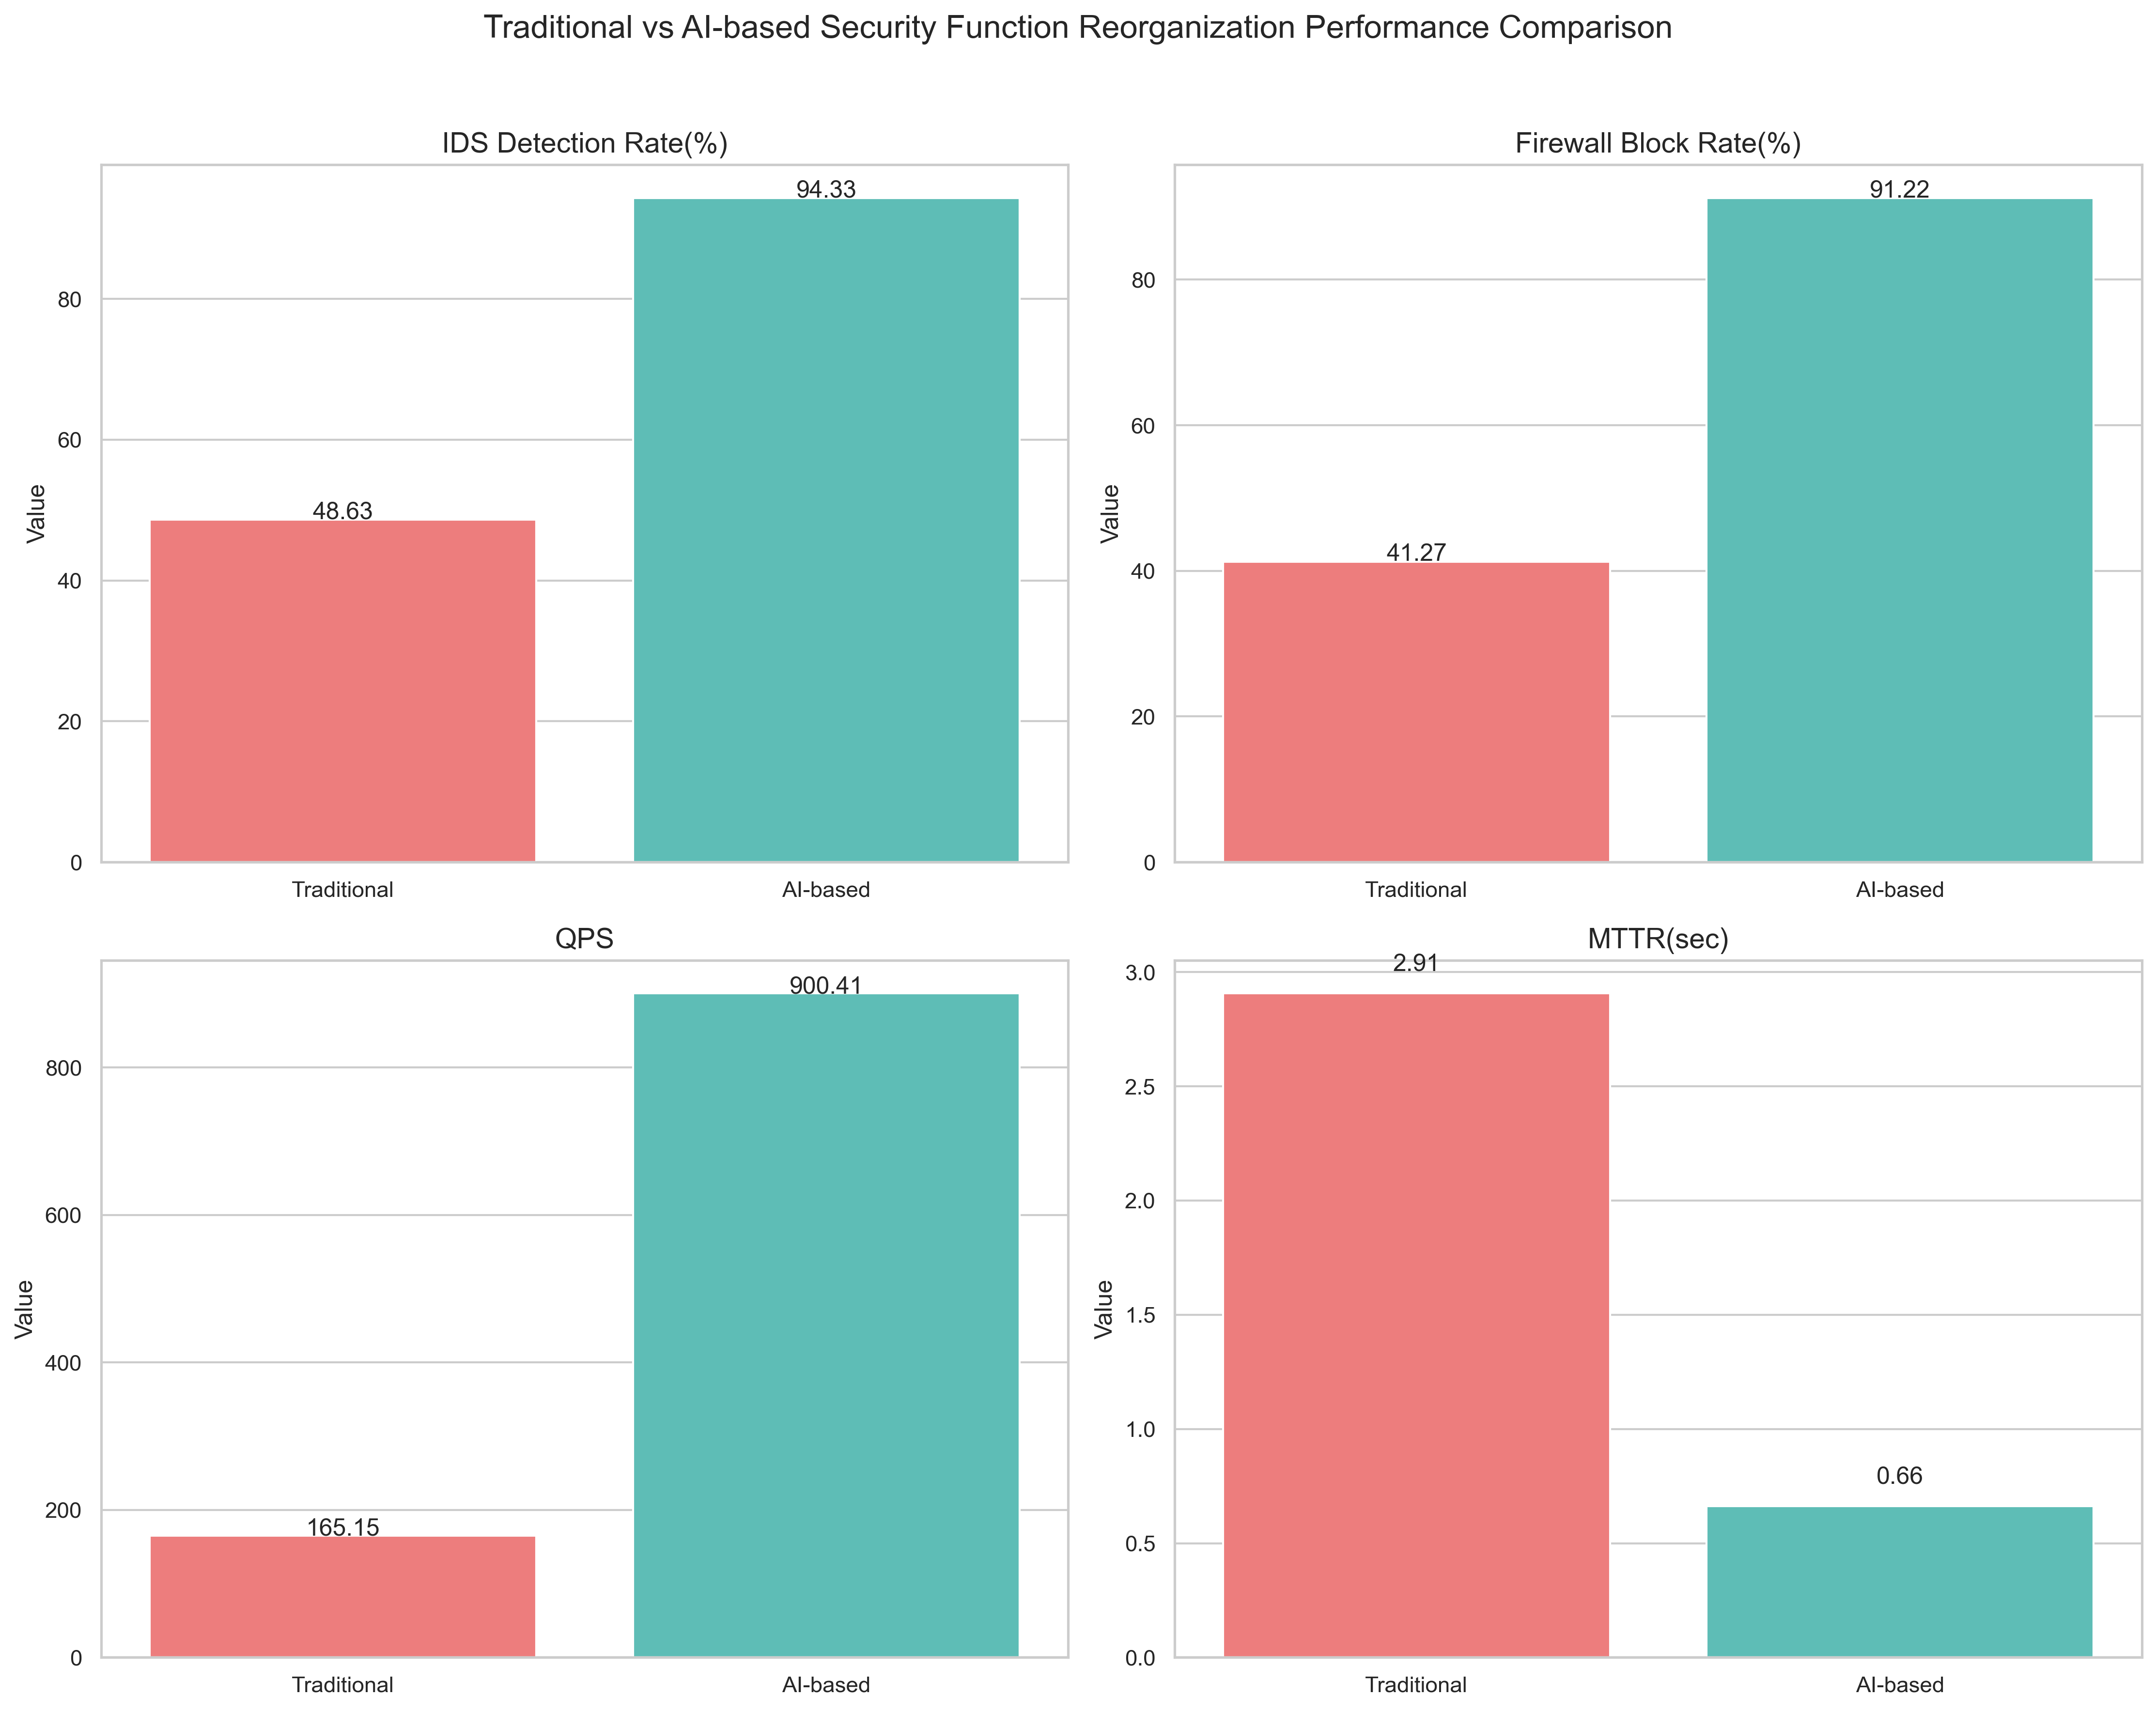 Traditional vs AI-based Security Function Reorganization Performance Comparison
IDS Detection Rate(%)
Value
80
60
40
20
0
48.63
94.33
Traditional
AI-based
Firewall Block Rate(%)
Value
80
60
40
20
0
41.27
91.22
Traditional
AI-based
QPS
Value
800
600
400
200
0
165.15
900.41
Traditional
AI-based
MTTR(sec)
Value
3.0
2.5
2.0
1.5
1.0
0.5
0.0
2.91
0.66
Traditional
AI-based